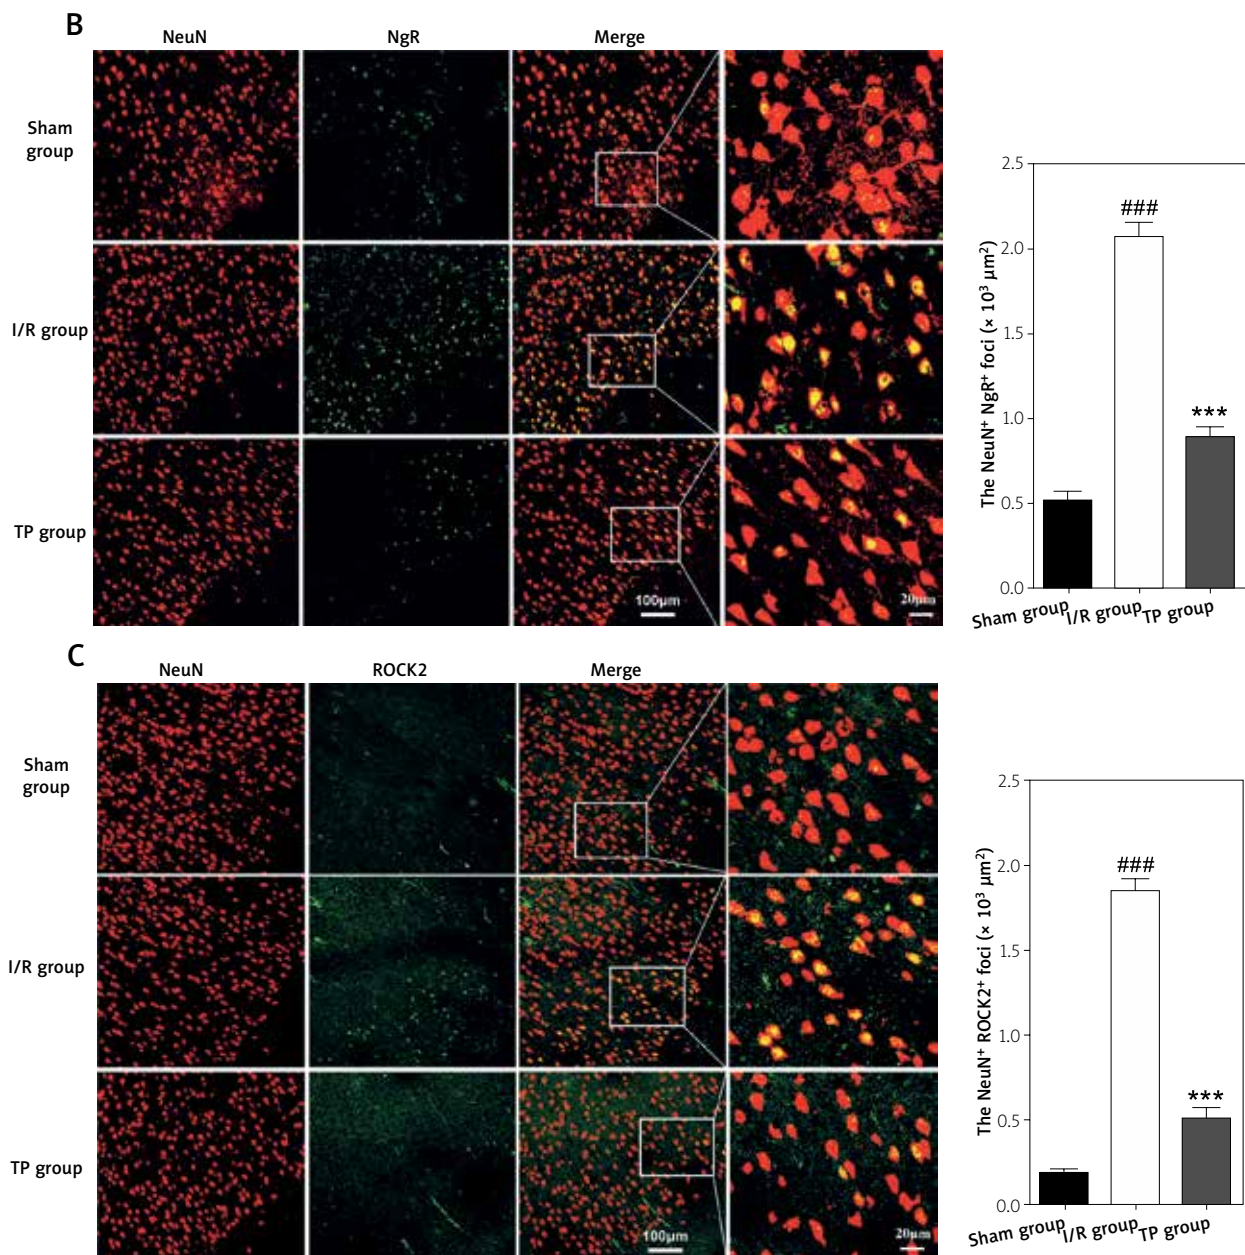 B
NeuN NgR Merge
Sham
group
I/R group
TP group
100µm
20µm
The NeuN⁺ NgR⁺ foci (× 10³ µm²)
2.5
2.0
1.5
1.0
0.5
0.0
###
***
Sham group I/R group TP group
C
NeuN ROCK2 Merge
Sham
group
I/R group
TP group
100µm
20µm
The NeuN⁺ ROCK2⁺ foci (× 10³ µm²)
2.5
2.0
1.5
1.0
0.5
0.0
###
***
Sham group I/R group TP group